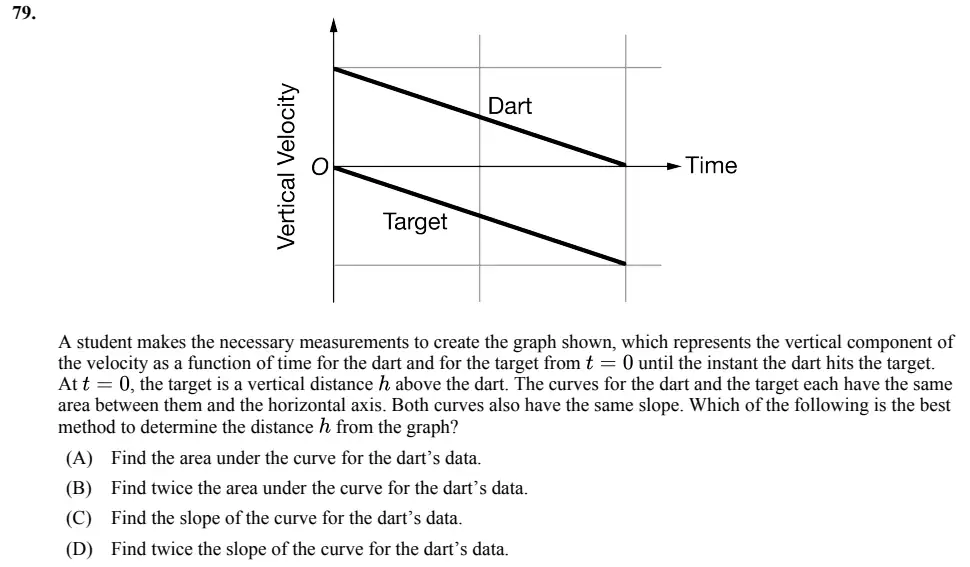 79.
Vertical Velocity
Dart
O
Time
Target
A student makes the necessary measurements to create the graph shown, which represents the vertical component of
the velocity as a function of time for the dart and for the target from t = 0 until the instant the dart hits the target.
At t = 0, the target is a vertical distance h above the dart. The curves for the dart and the target each have the same
area between them and the horizontal axis. Both curves also have the same slope. Which of the following is the best
method to determine the distance h from the graph?
(A) Find the area under the curve for the dart's data.
(B) Find twice the area under the curve for the dart's data.
(C) Find the slope of the curve for the dart's data.
(D) Find twice the slope of the curve for the dart's data.